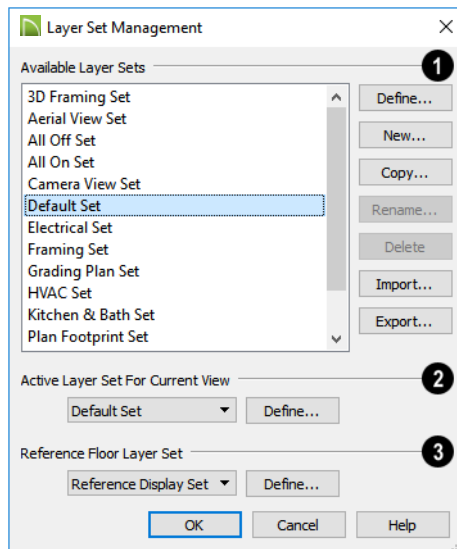 Layer Set Management
Available Layer Sets
1
3D Framing Set
Aerial View Set
All Off Set
All On Set
Camera View Set
Default Set
Electrical Set
Framing Set
Grading Plan Set
HVAC Set
Kitchen & Bath Set
Plan Footprint Set
Define...
New...
Copy...
Rename...
Delete
Import...
Export...
Active Layer Set For Current View
2
Default Set
Define...
Reference Floor Layer Set
3
Reference Display Set
Define...
OK
Cancel
Help